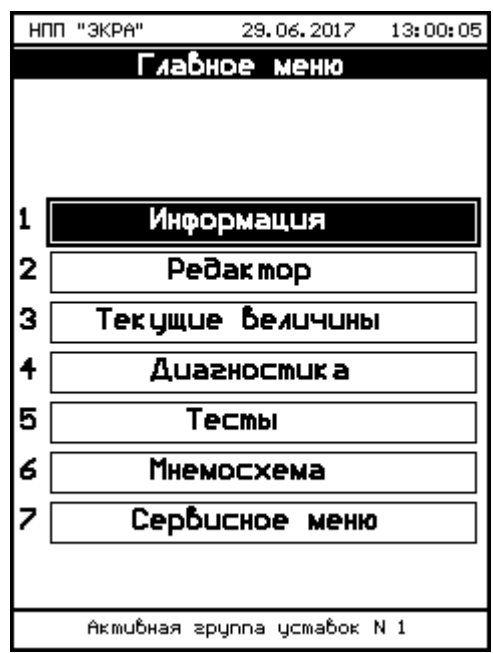 НПП "ЭКРА" 29.06.2017 13:00:05
Главное меню
1 Информация
2 Редактор
3 Текущие величины
4 Диагностика
5 Тесты
6 Мнемосхема
7 Сервисное меню
Активная группа уставок N 1